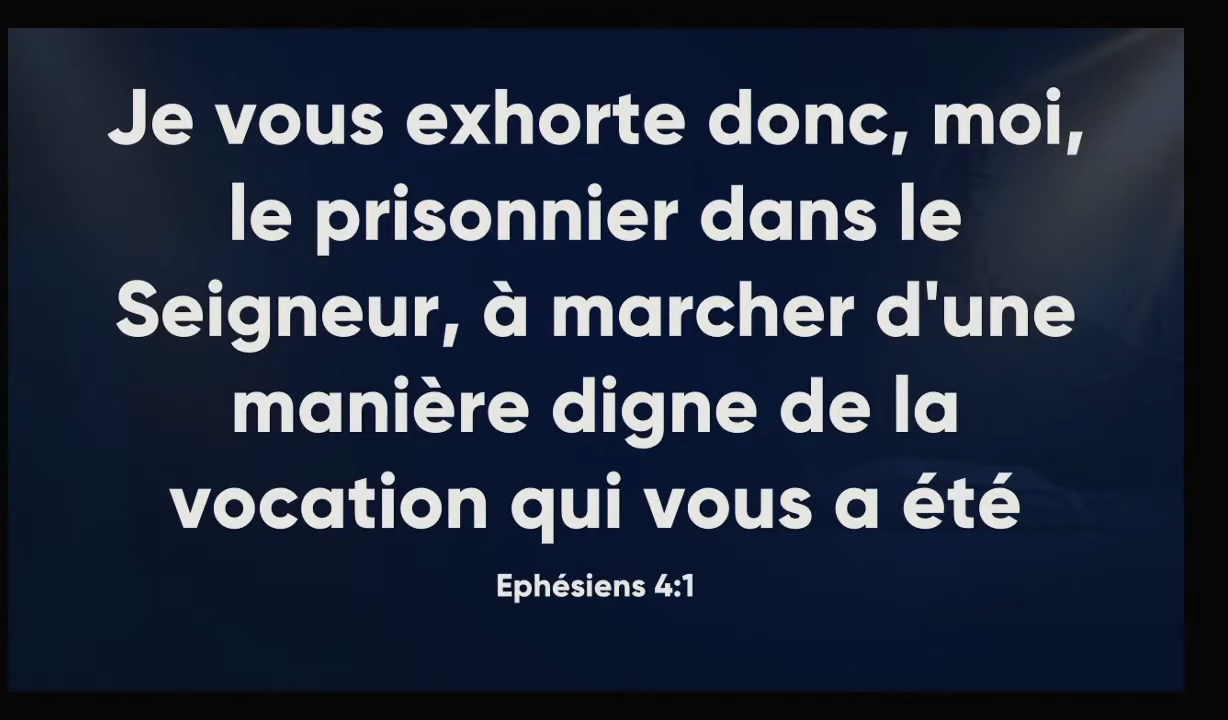 Je vous exhorte donc, moi,
le prisonnier dans le
Seigneur, à marcher d'une
manière digne de la
vocation qui vous a été
Ephésiens 4:1